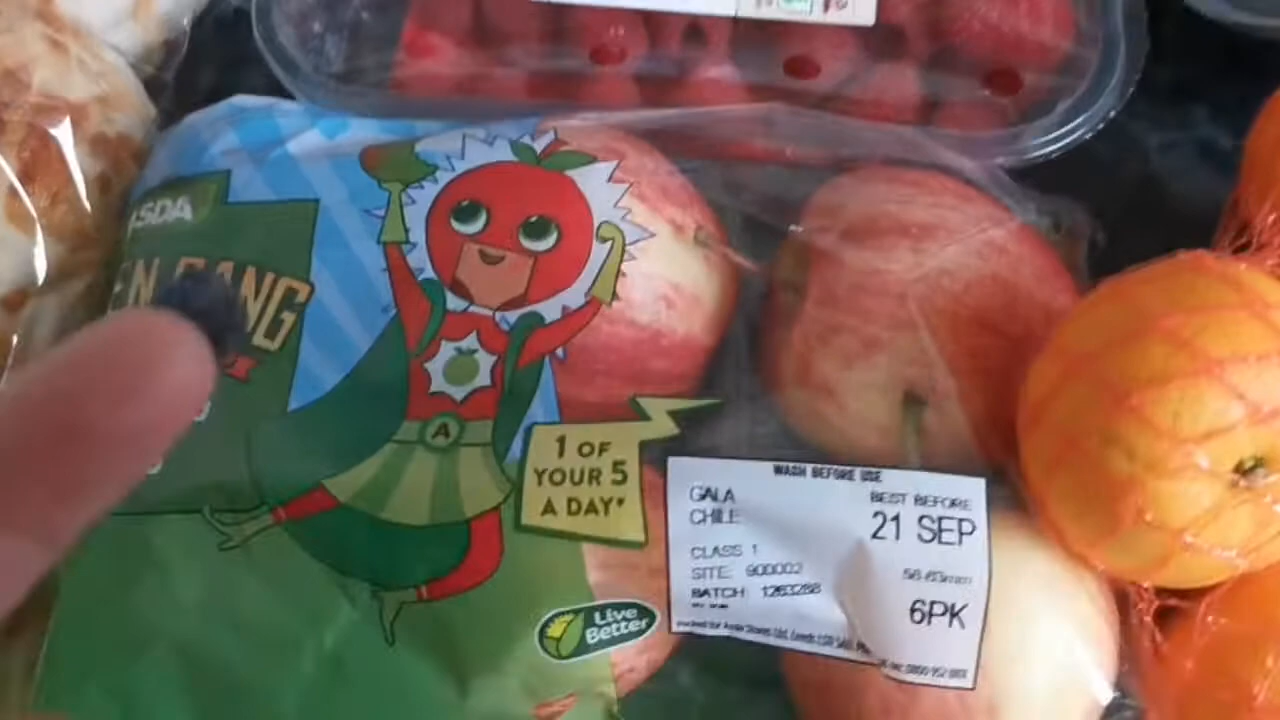 ASDA
1 OF
YOUR 5
A DAY*
A
Live
Better
WASH BEFORE USE
GALA
CHILE
BEST BEFORE
21 SEP
CLASS 1
SITE: 900002
BATCH 1263288
6PK